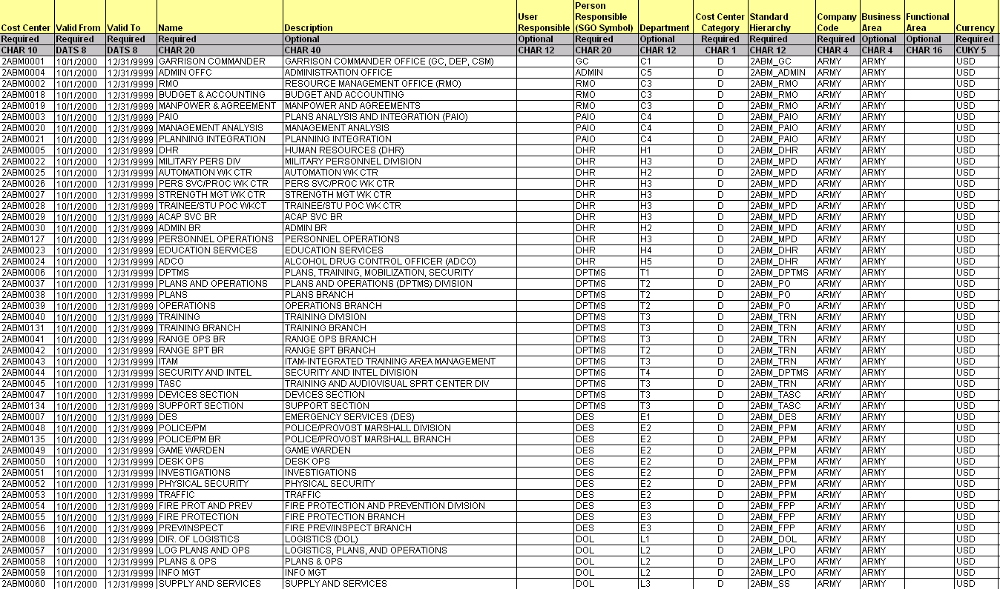 User Person Responsible Cost Center Standard Company Business Functional
Cost Center Valid From Valid To Name Description Responsible (SGO Symbol) Department Category Hierarchy Code Area Area Currency
Required Required Required Required Optional Optional Required Optional Required Required Required Optional Optional Required
CHAR 10 DATS 8 DATS 8 CHAR 20 CHAR 40 CHAR 12 CHAR 20 CHAR 12 CHAR 1 CHAR 12 CHAR 4 CHAR 4 CHAR 16 CUKY 5
2ABM0001 10/1/2000 12/31/9999 GARRISON COMMANDER GARRISON COMMANDER OFFICE (GC, DEP, CSM) GC C1 D 2ABM_GC ARMY ARMY USD
2ABM0004 10/1/2000 12/31/9999 ADMIN OFFC ADMINISTRATION OFFICE ADMIN C5 D 2ABM_ADMIN ARMY ARMY USD
2ABM0002 10/1/2000 12/31/9999 RMO RESOURCE MANAGEMENT OFFICE (RMO) RMO C3 D 2ABM_RMO ARMY ARMY USD
2ABM0018 10/1/2000 12/31/9999 BUDGET & ACCOUNTING BUDGET AND ACCOUNTING RMO C3 D 2ABM_RMO ARMY ARMY USD
2ABM0019 10/1/2000 12/31/9999 MANPOWER & AGREEMENT MANPOWER AND AGREEMENTS RMO C3 D 2ABM_RMO ARMY ARMY USD
2ABM0003 10/1/2000 12/31/9999 PAIO PLANS ANALYSIS AND INTEGRATION (PAIO) PAIO C4 D 2ABM_PAIO ARMY ARMY USD
2ABM0020 10/1/2000 12/31/9999 MANAGEMENT ANALYSIS MANAGEMENT ANALYSIS PAIO C4 D 2ABM_PAIO ARMY ARMY USD
2ABM0021 10/1/2000 12/31/9999 PLANNING INTEGRATION PLANNING INTEGRATION PAIO C4 D 2ABM_PAIO ARMY ARMY USD
2ABM0005 10/1/2000 12/31/9999 DHR HUMAN RESOURCES (DHR) DHR H1 D 2ABM_DHR ARMY ARMY USD
2ABM0022 10/1/2000 12/31/9999 MILITARY PERS DIV MILITARY PERSONNEL DIVISION DHR H3 D 2ABM_MPD ARMY ARMY USD
2ABM0025 10/1/2000 12/31/9999 AUTOMATION WK CTR AUTOMATION WK CTR DHR H2 D 2ABM_MPD ARMY ARMY USD
2ABM0026 10/1/2000 12/31/9999 PERS SVC/PROC WK CTR PERS SVC/PROC WK CTR DHR H3 D 2ABM_MPD ARMY ARMY USD
2ABM0027 10/1/2000 12/31/9999 STRENGTH MGT WK CTR STRENGTH MGT WK CTR DHR H3 D 2ABM_MPD ARMY ARMY USD
2ABM0028 10/1/2000 12/31/9999 TRAINEE/STU POC WKCT TRAINEE/STU POC WK CTR DHR H3 D 2ABM_MPD ARMY ARMY USD
2ABM0029 10/1/2000 12/31/9999 ACAP SVC BR ACAP SVC BR DHR H3 D 2ABM_MPD ARMY ARMY USD
2ABM0030 10/1/2000 12/31/9999 ADMIN BR ADMIN BR DHR H2 D 2ABM_MPD ARMY ARMY USD
2ABM0127 10/1/2000 12/31/9999 PERSONNEL OPERATIONS PERSONNEL OPERATIONS DHR H3 D 2ABM_MPD ARMY ARMY USD
2ABM0023 10/1/2000 12/31/9999 EDUCATION SERVICES EDUCATION SERVICES DHR H4 D 2ABM_DHR ARMY ARMY USD
2ABM0024 10/1/2000 12/31/9999 ADCO ALCOHOL DRUG CONTROL OFFICER (ADCO) DHR H5 D 2ABM_DHR ARMY ARMY USD
2ABM0006 10/1/2000 12/31/9999 DPTMS PLANS, TRAINING, MOBILIZATION, SECURITY DPTMS T1 D 2ABM_DPTMS ARMY ARMY USD
2ABM0037 10/1/2000 12/31/9999 PLANS AND OPERATIONS PLANS AND OPERATIONS (DPTMS) DIVISION DPTMS T2 D 2ABM_PO ARMY ARMY USD
2ABM0038 10/1/2000 12/31/9999 PLANS PLANS BRANCH DPTMS T2 D 2ABM_PO ARMY ARMY USD
2ABM0039 10/1/2000 12/31/9999 OPERATIONS OPERATIONS BRANCH DPTMS T2 D 2ABM_PO ARMY ARMY USD
2ABM0040 10/1/2000 12/31/9999 TRAINING TRAINING DIVISION DPTMS T3 D 2ABM_TRN ARMY ARMY USD
2ABM0131 10/1/2000 12/31/9999 TRAINING BRANCH TRAINING BRANCH DPTMS T3 D 2ABM_TRN ARMY ARMY USD
2ABM0041 10/1/2000 12/31/9999 RANGE OPS BR RANGE OPS BRANCH DPTMS T3 D 2ABM_TRN ARMY ARMY USD
2ABM0042 10/1/2000 12/31/9999 RANGE SPT BR RANGE SPT BRANCH DPTMS T2 D 2ABM_TRN ARMY ARMY USD
2ABM0043 10/1/2000 12/31/9999 ITAM ITAM-INTEGRATED TRAINING AREA MANAGEMENT DPTMS T3 D 2ABM_TRN ARMY ARMY USD
2ABM0044 10/1/2000 12/31/9999 SECURITY AND INTEL SECURITY AND INTEL DIVISION DPTMS T4 D 2ABM_DPTMS ARMY ARMY USD
2ABM0045 10/1/2000 12/31/9999 TASC TRAINING AND AUDIOVISUAL SPRT CENTER DIV DPTMS T3 D 2ABM_TRN ARMY ARMY USD
2ABM0047 10/1/2000 12/31/9999 DEVICES SECTION DEVICES SECTION DPTMS T3 D 2ABM_TASC ARMY ARMY USD
2ABM0134 10/1/2000 12/31/9999 SUPPORT SECTION SUPPORT SECTION DPTMS T3 D 2ABM_TASC ARMY ARMY USD
2ABM0007 10/1/2000 12/31/9999 DES EMERGENCY SERVICES (DES) DES E1 D 2ABM_DES ARMY ARMY USD
2ABM0048 10/1/2000 12/31/9999 POLICE/PM POLICE/PROVOST MARSHALL DIVISION DES E2 D 2ABM_PPM ARMY ARMY USD
2ABM0135 10/1/2000 12/31/9999 POLICE/PM BR POLICE/PROVOST MARSHALL BRANCH DES E2 D 2ABM_PPM ARMY ARMY USD
2ABM0049 10/1/2000 12/31/9999 GAME WARDEN GAME WARDEN DES E2 D 2ABM_PPM ARMY ARMY USD
2ABM0050 10/1/2000 12/31/9999 DESK OPS DESK OPS DES E2 D 2ABM_PPM ARMY ARMY USD
2ABM0051 10/1/2000 12/31/9999 INVESTIGATIONS INVESTIGATIONS DES E2 D 2ABM_PPM ARMY ARMY USD
2ABM0052 10/1/2000 12/31/9999 PHYSICAL SECURITY PHYSICAL SECURITY DES E2 D 2ABM_PPM ARMY ARMY USD
2ABM0053 10/1/2000 12/31/9999 TRAFFIC TRAFFIC DES E2 D 2ABM_PPM ARMY ARMY USD
2ABM0054 10/1/2000 12/31/9999 FIRE PROT AND PREV FIRE PROTECTION AND PREVENTION DIVISION DES E3 D 2ABM_FPP ARMY ARMY USD
2ABM0055 10/1/2000 12/31/9999 FIRE PROTECTION FIRE PROTECTION BRANCH DES E3 D 2ABM_FPP ARMY ARMY USD
2ABM0056 10/1/2000 12/31/9999 PREV/INSPECT FIRE PREV/INSPECT BRANCH DES E3 D 2ABM_FPP ARMY ARMY USD
2ABM0008 10/1/2000 12/31/9999 DIR. OF LOGISTICS LOGISTICS (DOL) DOL L1 D 2ABM_DOL ARMY ARMY USD
2ABM0057 10/1/2000 12/31/9999 LOG PLANS AND OPS LOGISTICS, PLANS, AND OPERATIONS DOL L2 D 2ABM_LPO ARMY ARMY USD
2ABM0058 10/1/2000 12/31/9999 PLANS & OPS PLANS & OPS DOL L2 D 2ABM_LPO ARMY ARMY USD
2ABM0059 10/1/2000 12/31/9999 INFO MGT INFO MGT DOL L2 D 2ABM_LPO ARMY ARMY USD
2ABM0060 10/1/2000 12/31/9999 SUPPLY AND SERVICES SUPPLY AND SERVICES DOL L3 D 2ABM_SS ARMY ARMY USD